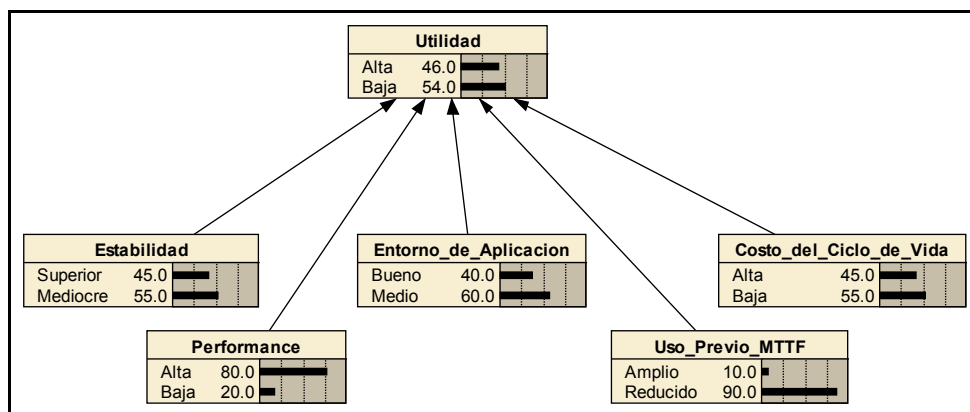 Utilidad
Alta 46.0
Baja 54.0
Estabilidad
Superior 45.0
Mediocre 55.0
Entorno_de_Aplicacion
Bueno 40.0
Medio 60.0
Costo_del_Ciclo_de_Vida
Alta 45.0
Baja 55.0
Performance
Alta 80.0
Baja 20.0
Uso_Previo_MTTF
Amplio 10.0
Reducido 90.0